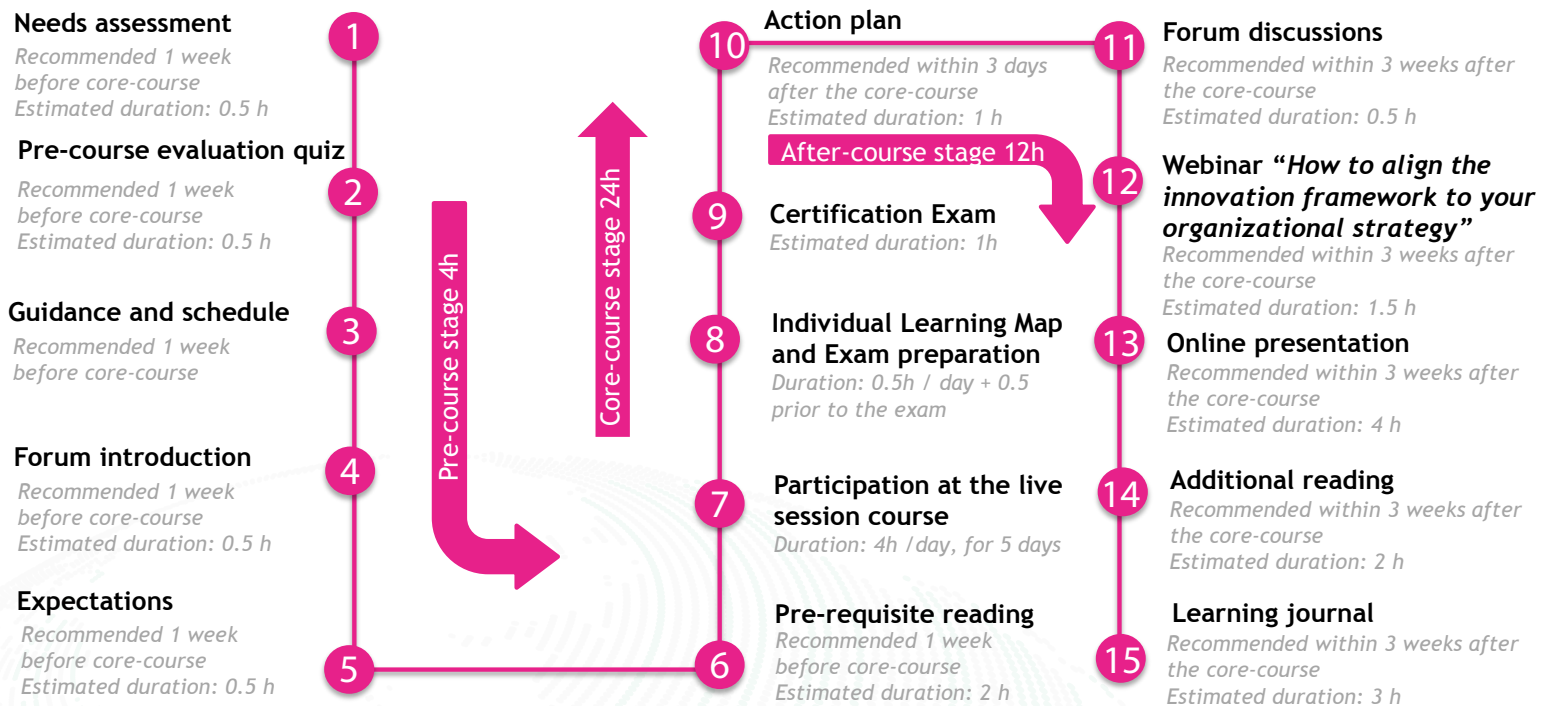 Needs assessment
Recommended 1 week
before core-course
Estimated duration: 0.5 h
1
Pre-course evaluation quiz
Recommended 1 week
before core-course
Estimated duration: 0.5 h
2
Guidance and schedule
Recommended 1 week
before core-course
3
Forum introduction
Recommended 1 week
before core-course
Estimated duration: 0.5 h
4
Expectations
Recommended 1 week
before core-course
Estimated duration: 0.5 h
5
Pre-course stage 4h
Core-course stage 24h
Pre-requisite reading
Recommended 1 week
before core-course
Estimated duration: 2 h
6
Participation at the live
session course
Duration: 4h /day, for 5 days
7
Individual Learning Map
and Exam preparation
Duration: 0.5h / day + 0.5
prior to the exam
8
Certification Exam
Estimated duration: 1h
9
Action plan
Recommended within 3 days
after the core-course
Estimated duration: 1 h
10
After-course stage 12h
11
Forum discussions
Recommended within 3 weeks after
the core-course
Estimated duration: 0.5 h
12
Webinar “How to align the
innovation framework to your
organizational strategy”
Recommended within 3 weeks after
the core-course
Estimated duration: 1.5 h
13
Online presentation
Recommended within 3 weeks after
the core-course
Estimated duration: 4 h
14
Additional reading
Recommended within 3 weeks after
the core-course
Estimated duration: 2 h
15
Learning journal
Recommended within 3 weeks after
the core-course
Estimated duration: 3 h